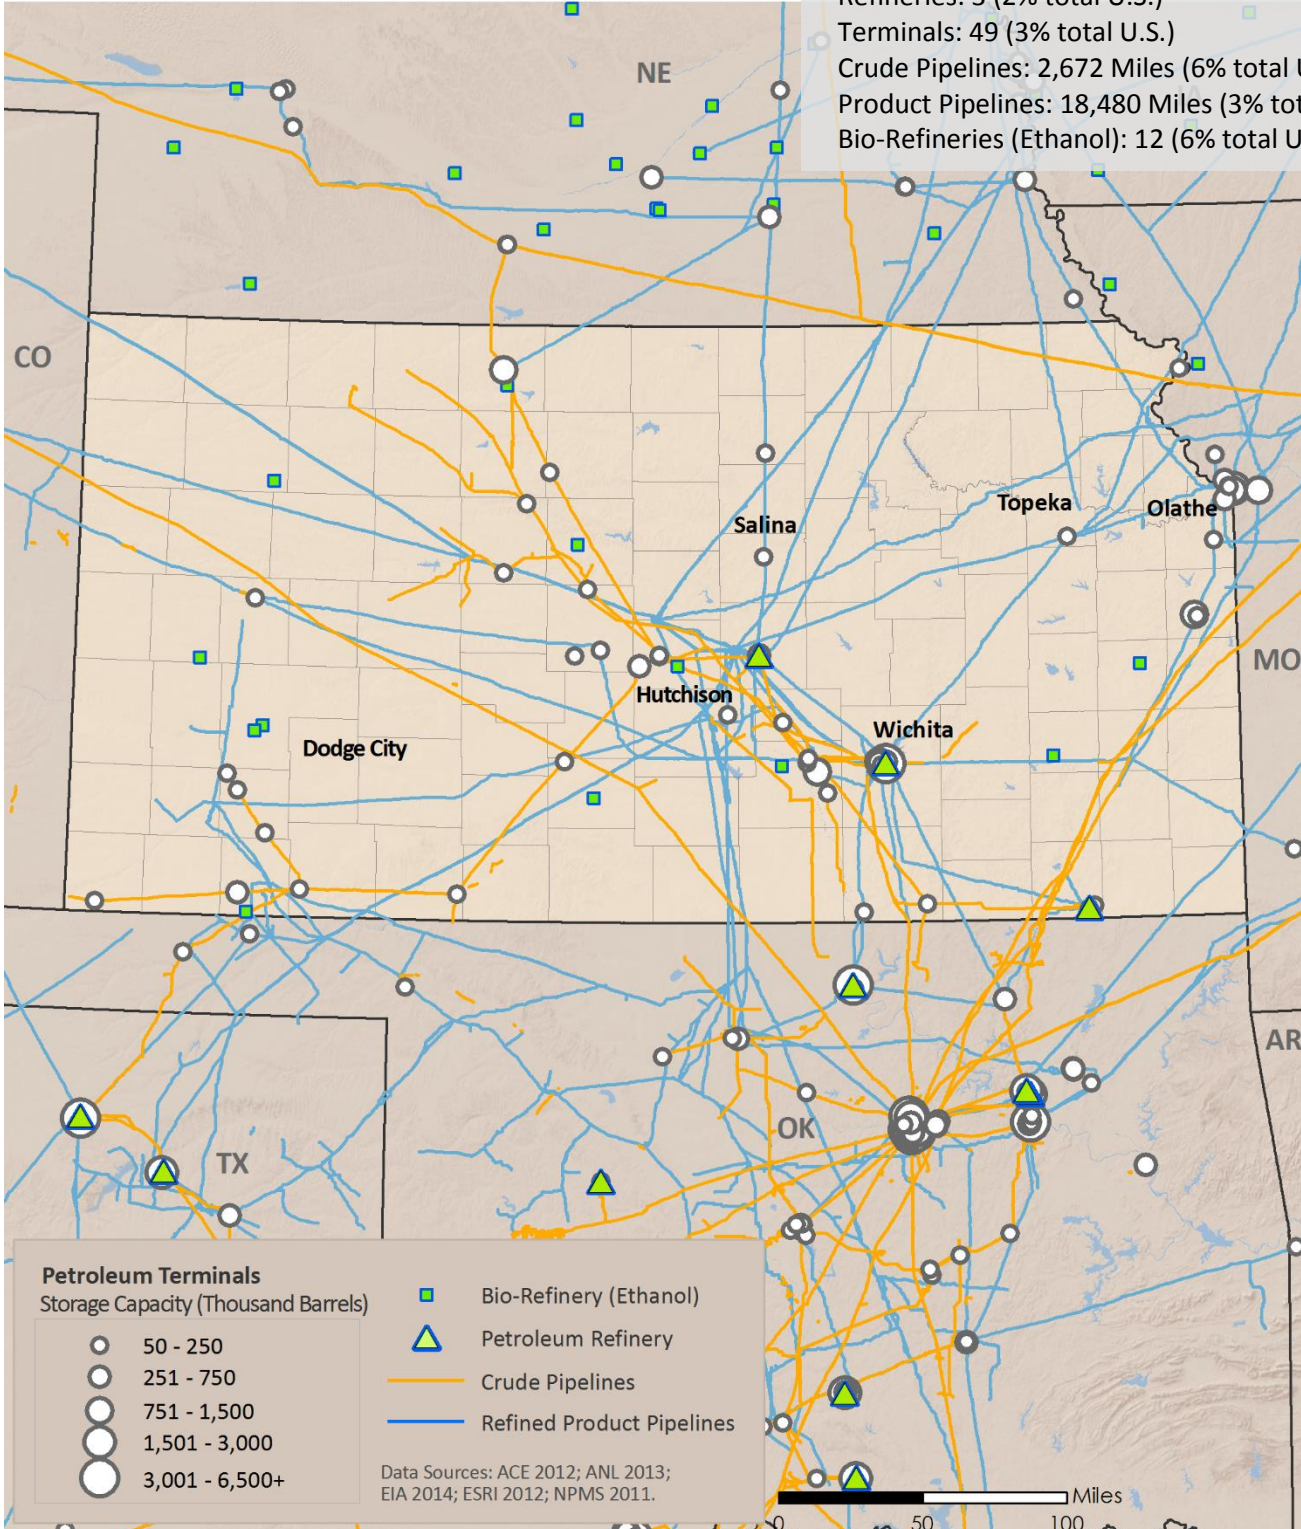 Terminals: 49 (3% total U.S.)
Crude Pipelines: 2,672 Miles (6% total
Product Pipelines: 18,480 Miles (3%
Bio-Refineries (Ethanol): 12 (6% total
NE
CO
Topeka
Olathe
Salina
MO
Hutchison
Wichita
Dodge City
AR
OK
TX
Petroleum Terminals
Storage Capacity (Thousand Barrels)
50 - 250
251 - 750
751 - 1,500
1,501 - 3,000
3,001 - 6,500+
Bio-Refinery (Ethanol)
Petroleum Refinery
Crude Pipelines
Refined Product Pipelines
Data Sources: ACE 2012; ANL 2013;
EIA 2014; ESRI 2012; NPMS 2011.
Miles
0 50 100